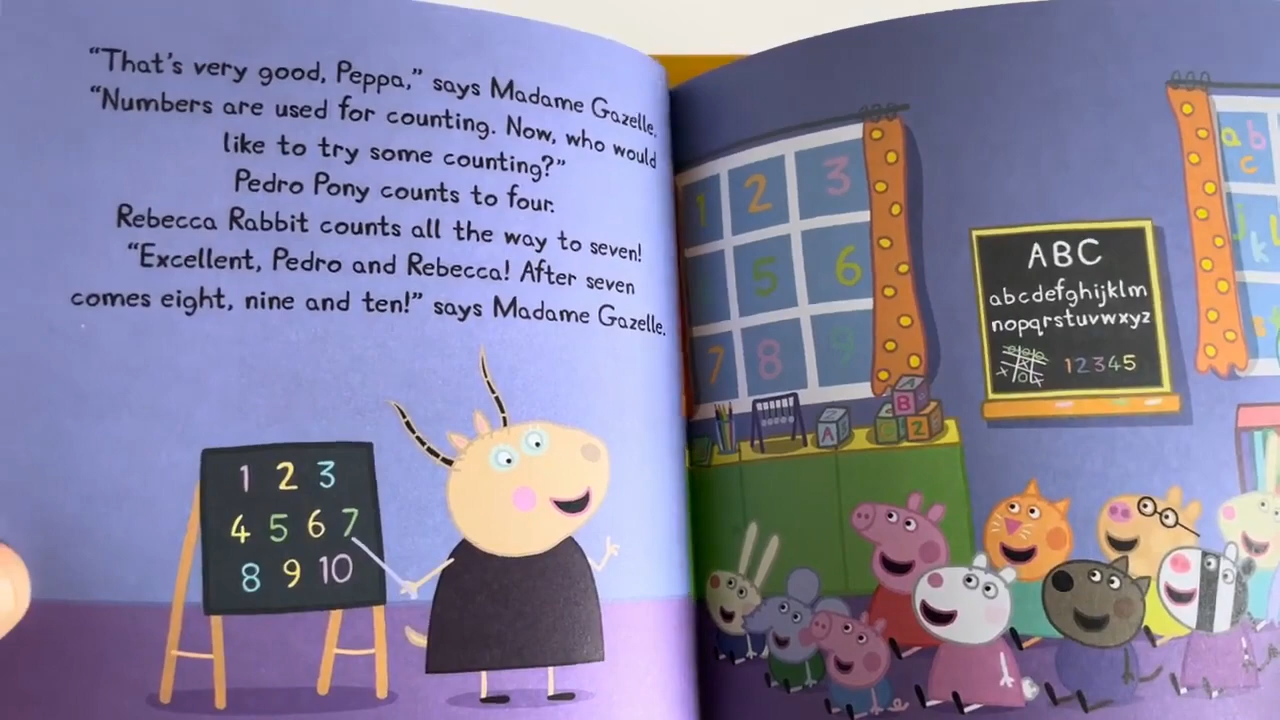 “That’s very good, Peppa,” says Madame Gazelle.
“Numbers are used for counting. Now, who would
like to try some counting?”
Pedro Pony counts to four.
Rebecca Rabbit counts all the way to seven!
“Excellent, Pedro and Rebecca! After seven
comes eight, nine and ten!” says Madame Gazelle.
1 2 3
4 5 6 7
8 9 10
1 2 3
5 6
7 8 9
ABC
abcdefghijklm
nopqrstuvwxyz
12345
A
B
A
Z
a b
c
j
k